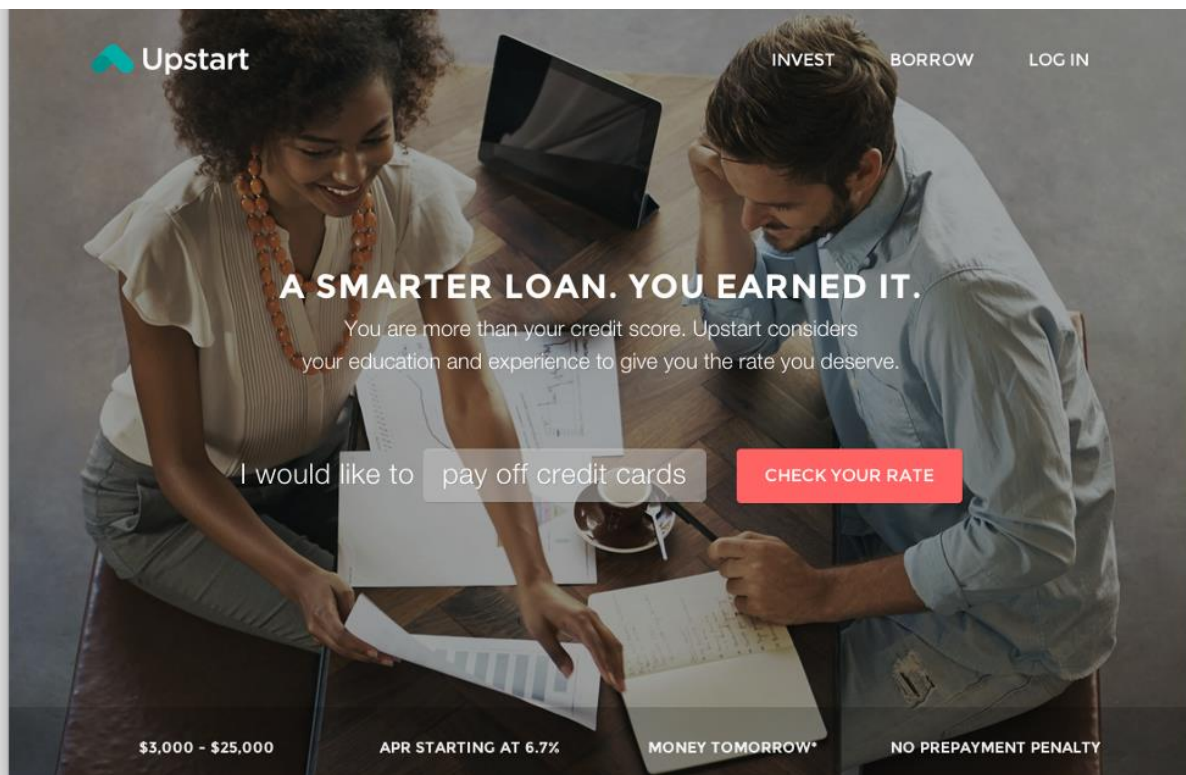 Upstart
INVEST BORROW LOG IN
A SMARTER LOAN. YOU EARNED IT.
You are more than your credit score. Upstart considers
your education and experience to give you the rate you deserve.
I would like to pay off credit cards CHECK YOUR RATE
$3,000 - $25,000 APR STARTING AT 6.7% MONEY TOMORROW* NO PREPAYMENT PENALTY